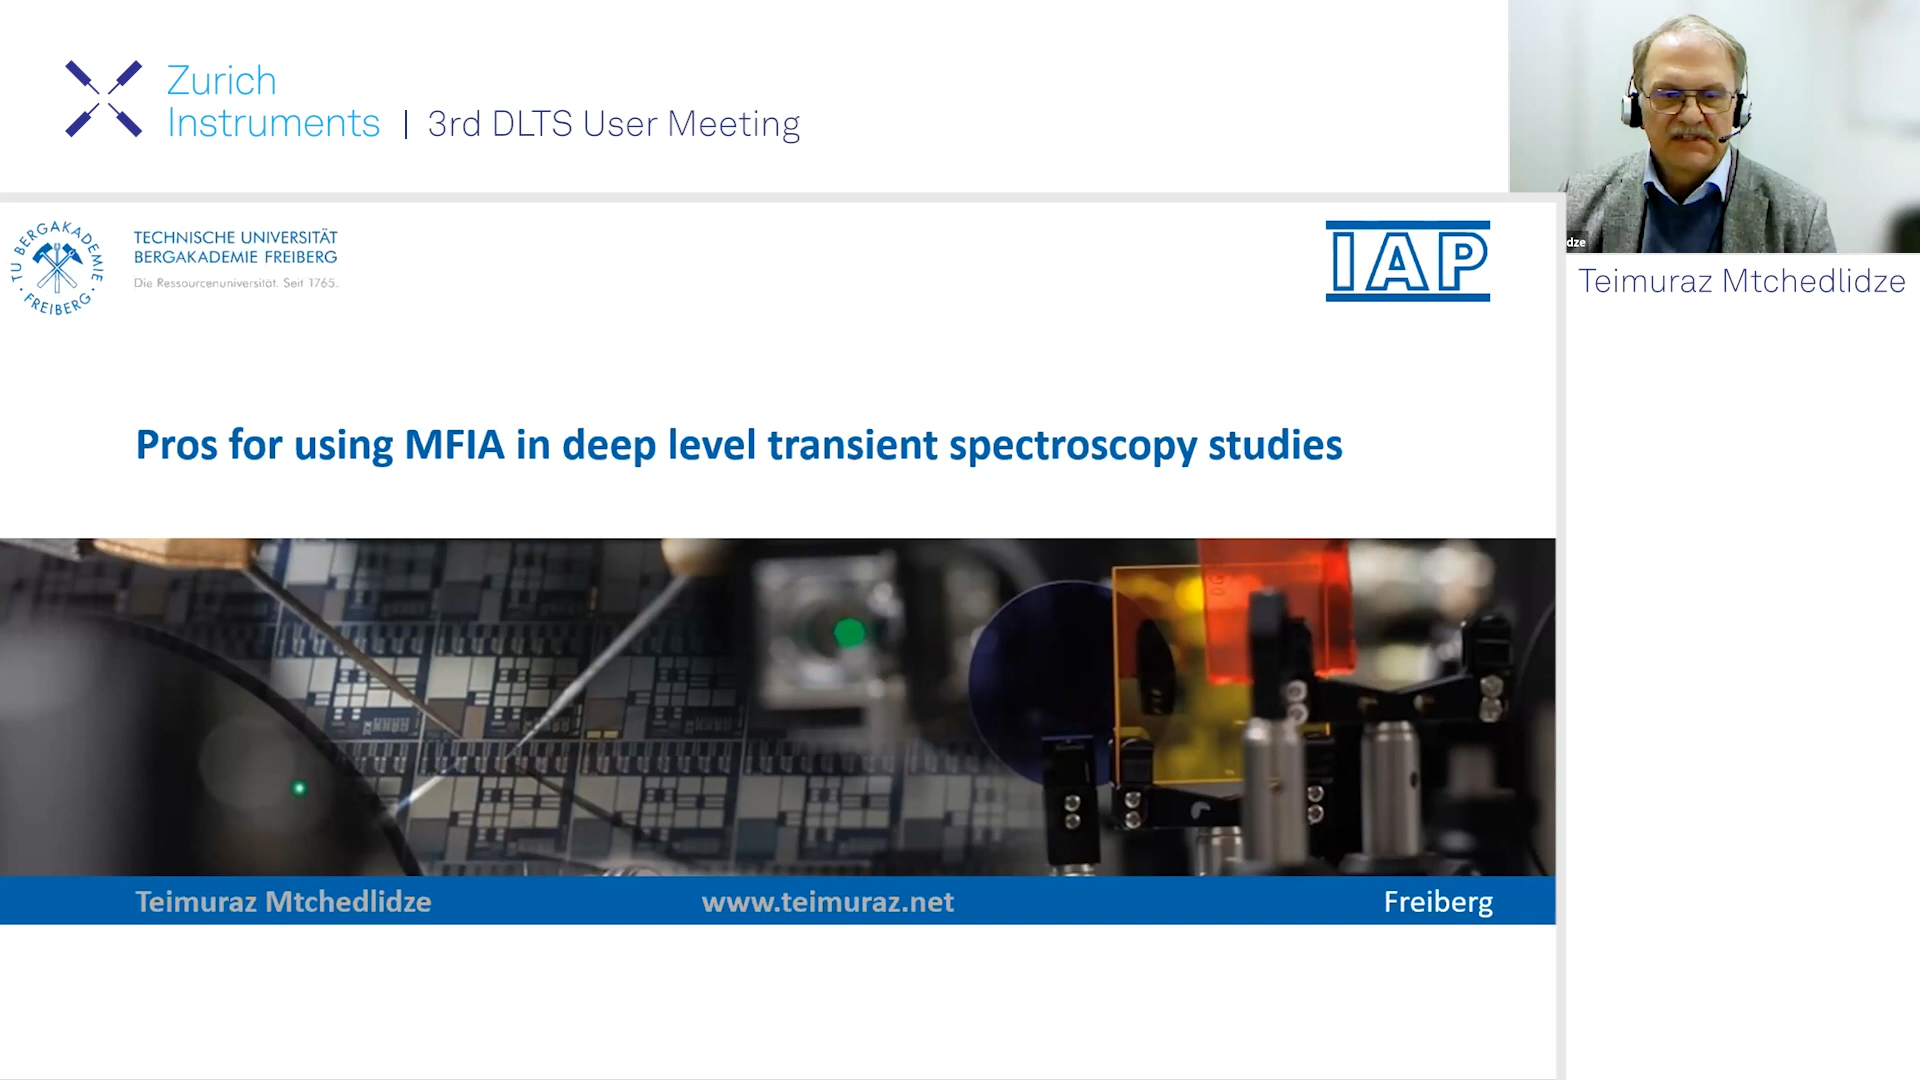 Zurich
Instruments | 3rd DLTS User Meeting
TU BERGAKADEMIE FREIBERG
TECHNISCHE UNIVERSITÄT
BERGAKADEMIE FREIBERG
Die Ressourcenuniversität. Seit 1765.
IAP
dze
Teimuraz Mtchedlidze
Pros for using MFIA in deep level transient spectroscopy studies
Teimuraz Mtchedlidze
www.teimuraz.net
Freiberg